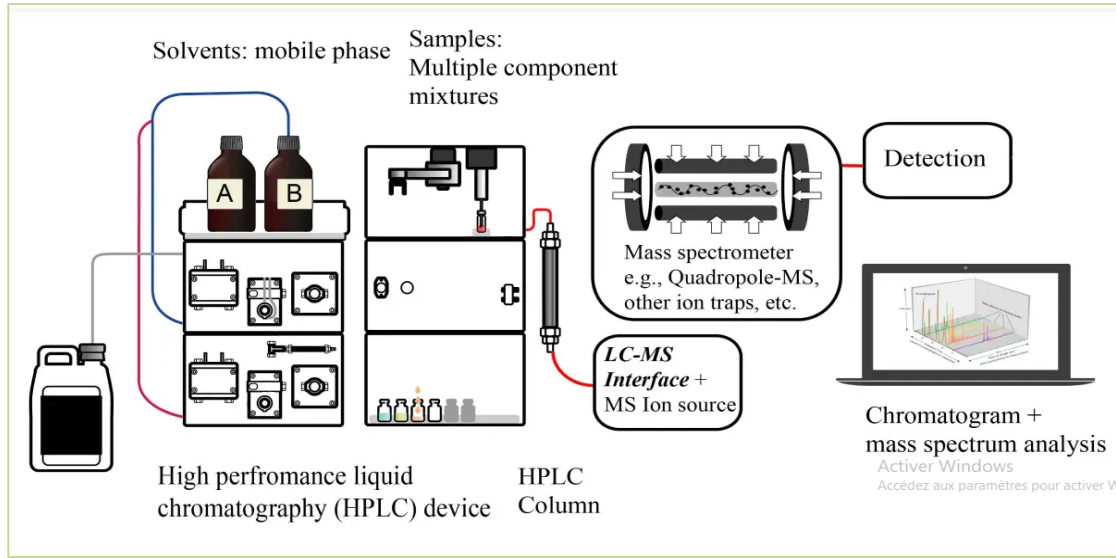 Solvents: mobile phase
Samples:
Multiple component
mixtures
A
B
Mass spectrometer
e.g., Quadropole-MS,
other ion traps, etc.
Detection
LC-MS
Interface +
MS Ion source
Chromatogram +
mass spectrum analysis
High perfromance liquid
chromatography (HPLC) device
HPLC
Column
Activer Windows
Accédez aux paramètres pour activer W